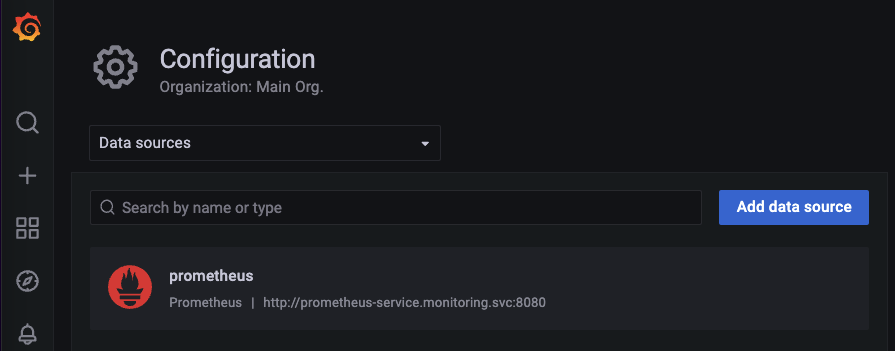 Configuration
Organization: Main Org.
Data sources
Search by name or type
Add data source
prometheus
Prometheus | http://prometheus-service.monitoring.svc:8080